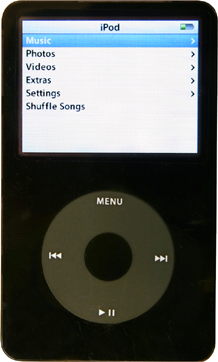 iPod
Music
Photos
Videos
Extras
Settings
Shuffle Songs
MENU